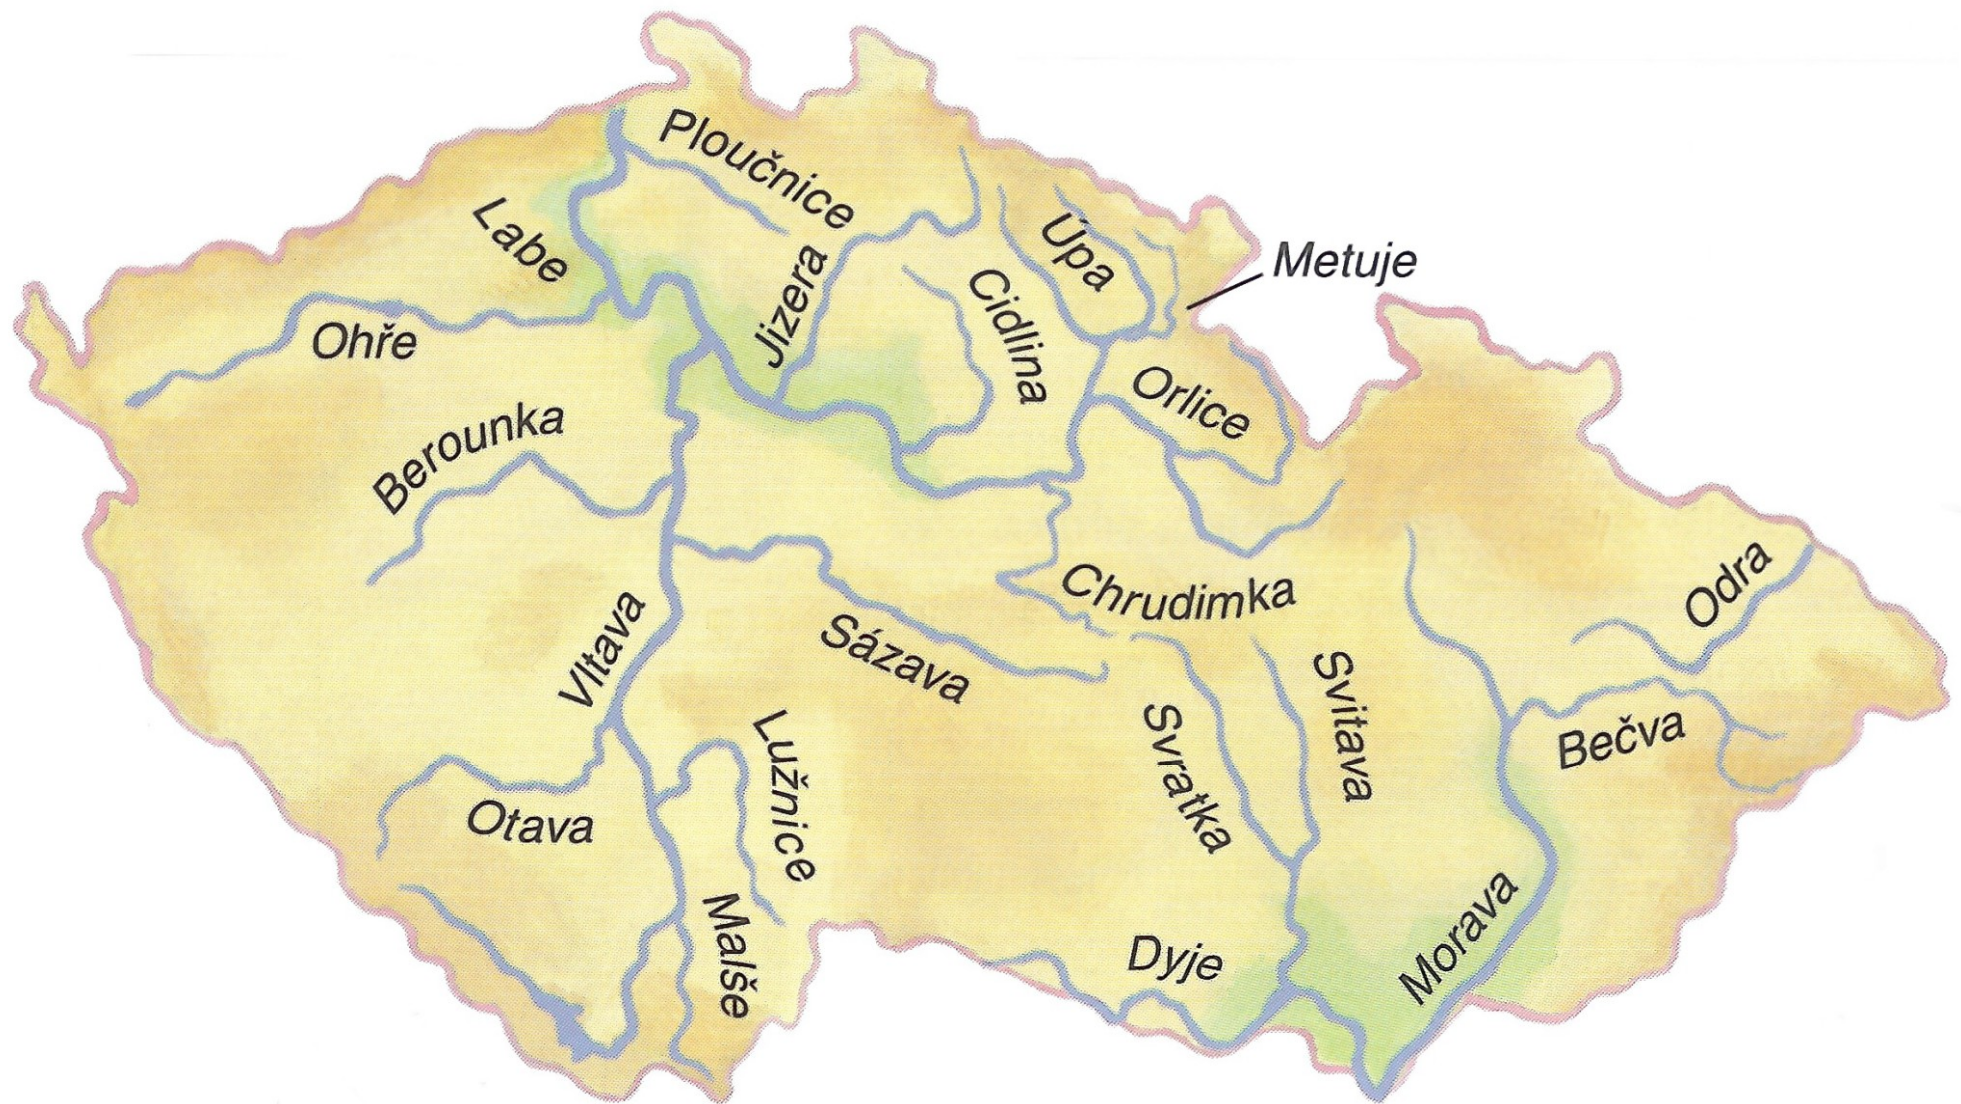 Ploučnice
Labe
Úpa
Metuje
Jizera
Cidlina
Ohře
Orlice
Berounka
Chrudimka
Odra
Vltava
Sázava
Svitava
Svratka
Bečva
Lužnice
Otava
Malše
Dyje
Morava